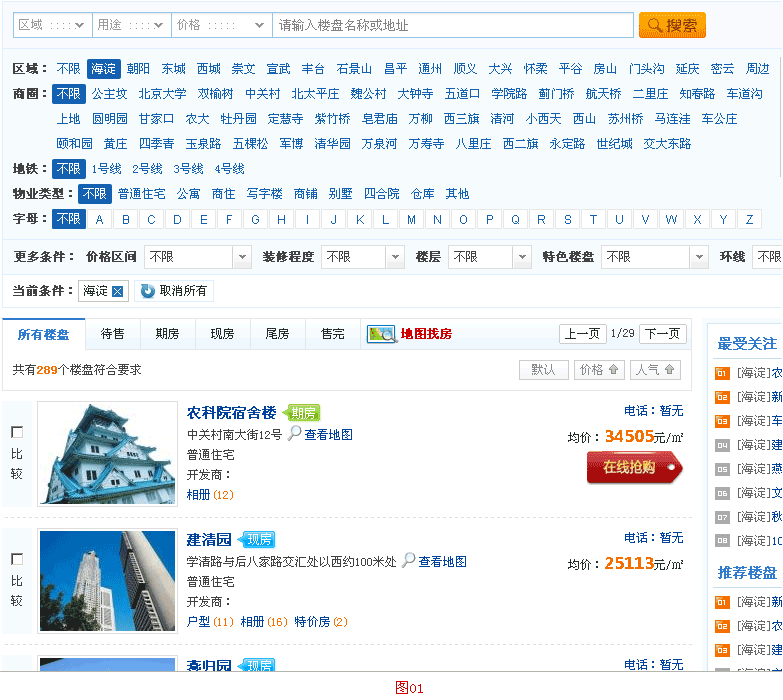 区域 用途 价格 请输入楼盘名称或地址 搜索
区域： 不限 海淀 朝阳 东城 西城 崇文 宣武 丰台 石景山 昌平 通州 顺义 大兴 怀柔 平谷 房山 门头沟 延庆 密云 周边
商圈： 不限 公主坟 北京大学 双榆树 中关村 北太平庄 魏公村 大钟寺 五道口 学院路 蓟门桥 航天桥 二里庄 知春路 车道沟
上地 圆明园 甘家口 农大 牡丹园 定慧寺 紫竹桥 皂君庙 万柳 西三旗 清河 小西天 西山 苏州桥 马连洼 车公庄
颐和园 黄庄 四季青 玉泉路 五棵松 军博 清华园 万泉河 万寿寺 八里庄 西二旗 永定路 世纪城 交大东路
地铁： 不限 1号线 2号线 3号线 4号线
物业类型： 不限 普通住宅 公寓 商住 写字楼 商铺 别墅 四合院 仓库 其他
字母： 不限 A B C D E F G H I J K L M N O P Q R S T U V W X Y Z
更多条件： 价格区间 不限 装修程度 不限 楼层 不限 特色楼盘 不限 环线 不限
当前条件： 海淀 取消所有
所有楼盘 待售 期房 现房 尾房 售完 地图找房 上一页 1/29 下一页
共有289个楼盘符合要求 默认 价格 人气
比较
农科院宿舍楼 期房 电话：暂无
中关村南大街12号 查看地图 均价：34505元/㎡
普通住宅 在线抢购
开发商：
相册(12)
比较
建清园 现房 电话：暂无
学清路与后八家路交汇处以西约100米处 查看地图 均价：25113元/㎡
普通住宅
开发商：
户型(11) 相册(16) 特价房(2)
燕归园 现房 电话：暂无
最受关注
01 [海淀]农
02 [海淀]新
03 [海淀]车
04 [海淀]建
05 [海淀]燕
06 [海淀]文
07 [海淀]秋
08 [海淀]10
推荐楼盘
01 [海淀]新
02 [海淀]农
03 [海淀]建
图01